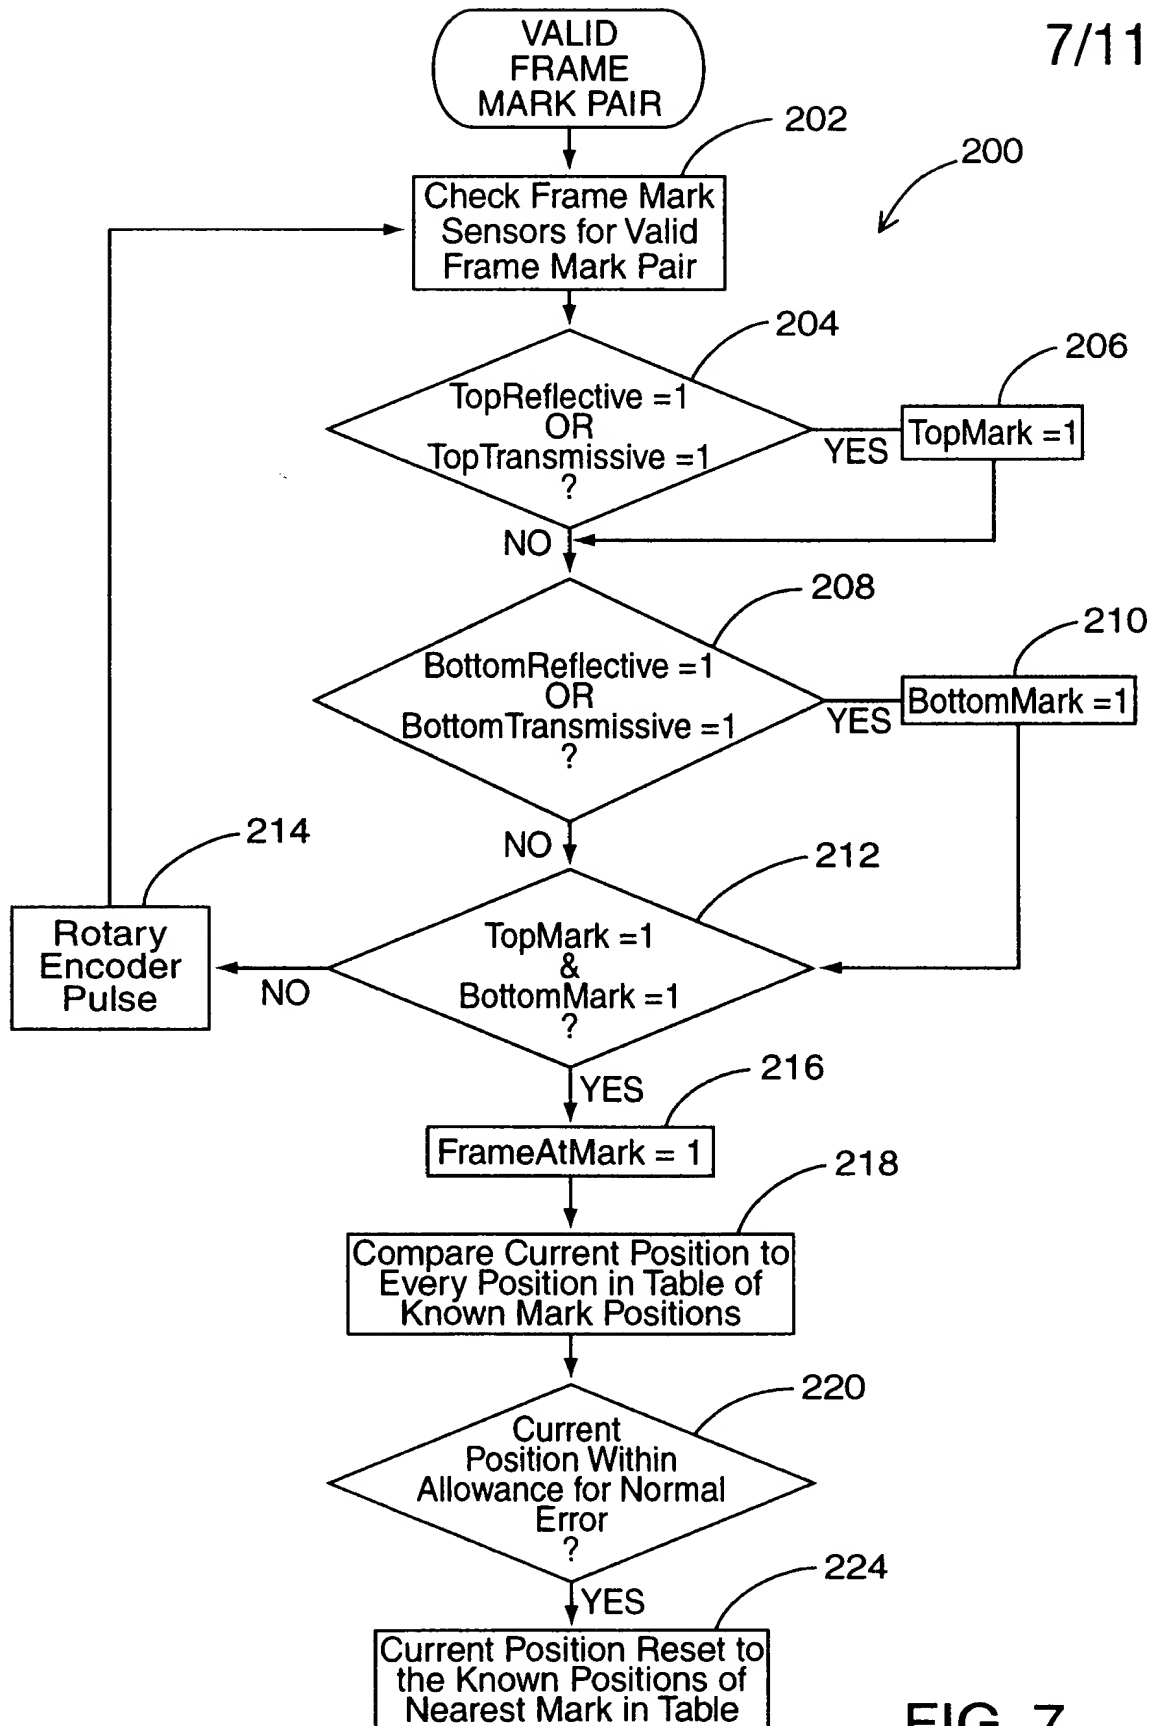 7/11
VALID
FRAME
MARK PAIR
202
200
Check Frame Mark
Sensors for Valid
Frame Mark Pair
204
206
TopReflective =1
OR
TopTransmissive =1
?
YES
TopMark =1
NO
208
210
BottomReflective =1
OR
BottomTransmissive =1
?
YES
BottomMark =1
NO
214
212
Rotary
Encoder
Pulse
NO
TopMark =1
&
BottomMark =1
?
YES
216
FrameAtMark = 1
218
Compare Current Position to
Every Position in Table of
Known Mark Positions
220
Current
Position Within
Allowance for Normal
Error
?
YES
224
Current Position Reset to
the Known Positions of
Nearest Mark in Table
FIG. 7